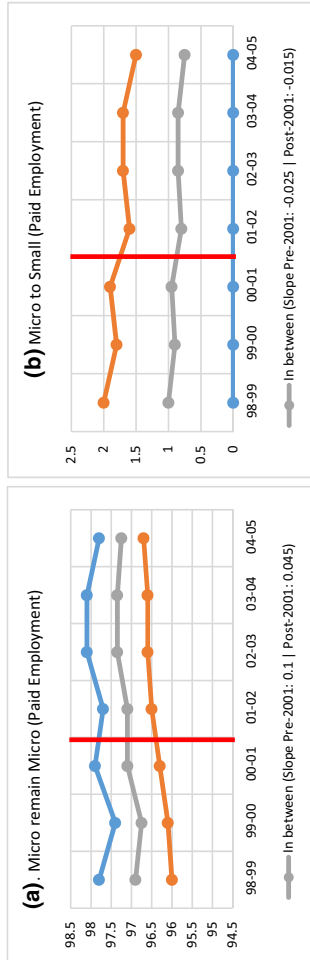 (a). Micro remain Micro (Paid Employment)
98.5
98
97.5
97
96.5
96
95.5
95
94.5
98-99 99-00 00-01 01-02 02-03 03-04 04-05
In between (Slope Pre-2001: 0.1 | Post-2001: 0.045)
(b) Micro to Small (Paid Employment)
2.5
2
1.5
1
0.5
0
98-99 99-00 00-01 01-02 02-03 03-04 04-05
In between (Slope Pre-2001: -0.025 | Post-2001: -0.015)